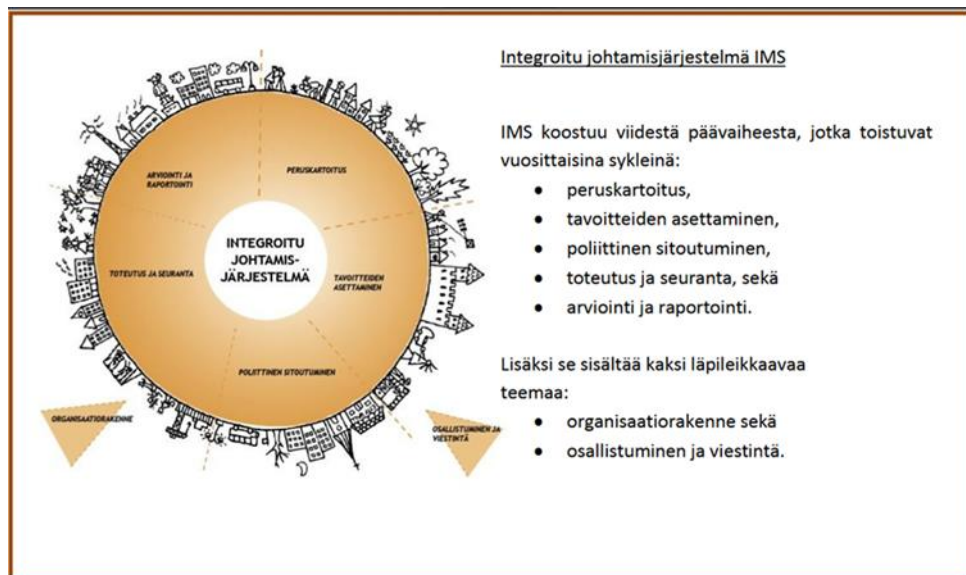 ARVIOINTI JA
RAPORTOINTI
PERUSKARTOITUS
INTEGROITU
JOHTAMIS-
JÄRJESTELMÄ
TOTEUTUS JA SEURANTA
TAVOITTEIDEN
ASETTAMINEN
POLIITTINEN SITOUTUMINEN
ORGANISAATIORAKENNE
OSALLISTUMINEN JA
VIESTINTÄ
Integroitu johtamisjärjestelmä IMS
IMS koostuu viidestä päävaiheesta, jotka toistuvat
vuosittaisina sykleinä:
• peruskartoitus,
• tavoitteiden asettaminen,
• poliittinen sitoutuminen,
• toteutus ja seuranta, sekä
• arviointi ja raportointi.
Lisäksi se sisältää kaksi läpileikkaavaa
teemaa:
• organisaatiorakenne sekä
• osallistuminen ja viestintä.